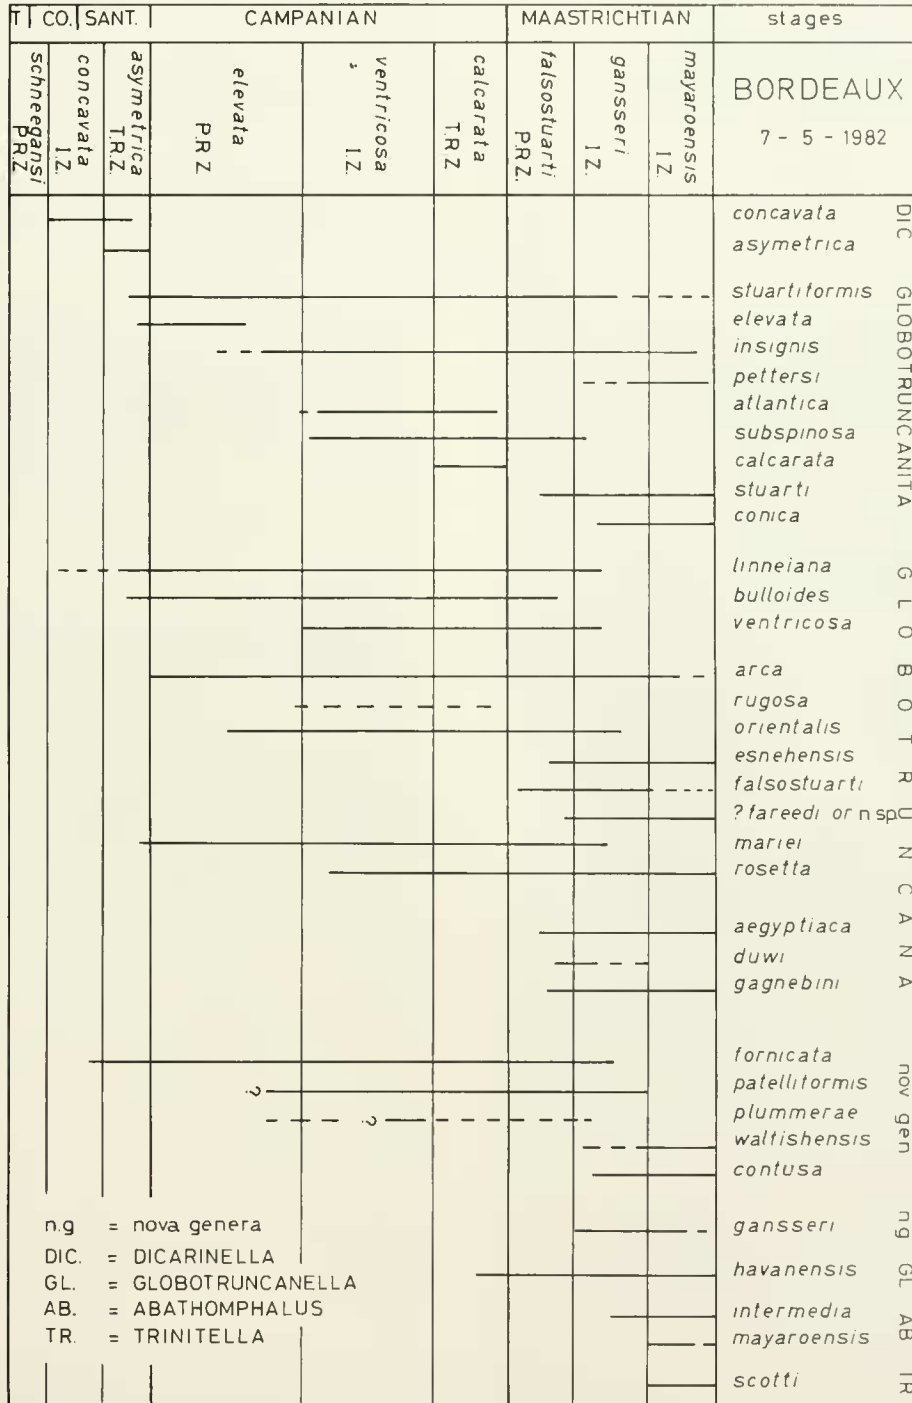 T CO. SANT. CAMPANIAN MAASTRICHTIAN stages
schneegansi P.R.Z.
concavata I.Z.
asymetrica T.R.Z.
elevata P.R.Z
ventricosa I.Z.
calcarata T.R.Z
falsostuarti P.R.Z.
gansseri I.Z.
mayaroensis I Z
BORDEAUX
7 - 5 - 1982
DIC
concavata
asymetrica
GLOBOTRUNCANITA
stuartiformis
elevata
insignis
pettersi
atlantica
subspinosa
calcarata
stuarti
conica
GLOBOTRUNCANA
linneiana
bulloides
ventricosa
arca
rugosa
orientalis
esnehensis
falsostuarti
? fareedi or n sp
mariei
rosetta
aegyptiaca
duwi
gagnebini
nov gen
fornicata
? patelliformis
? plummerae
waltishensis
contusa
ng
gansseri
GL
havanensis
AB
intermedia
mayaroensis
TR
scotti
n.g = nova genera
DIC. = DICARINELLA
GL. = GLOBOTRUNCANELLA
AB. = ABATHOMPHALUS
TR. = TRINITELLA